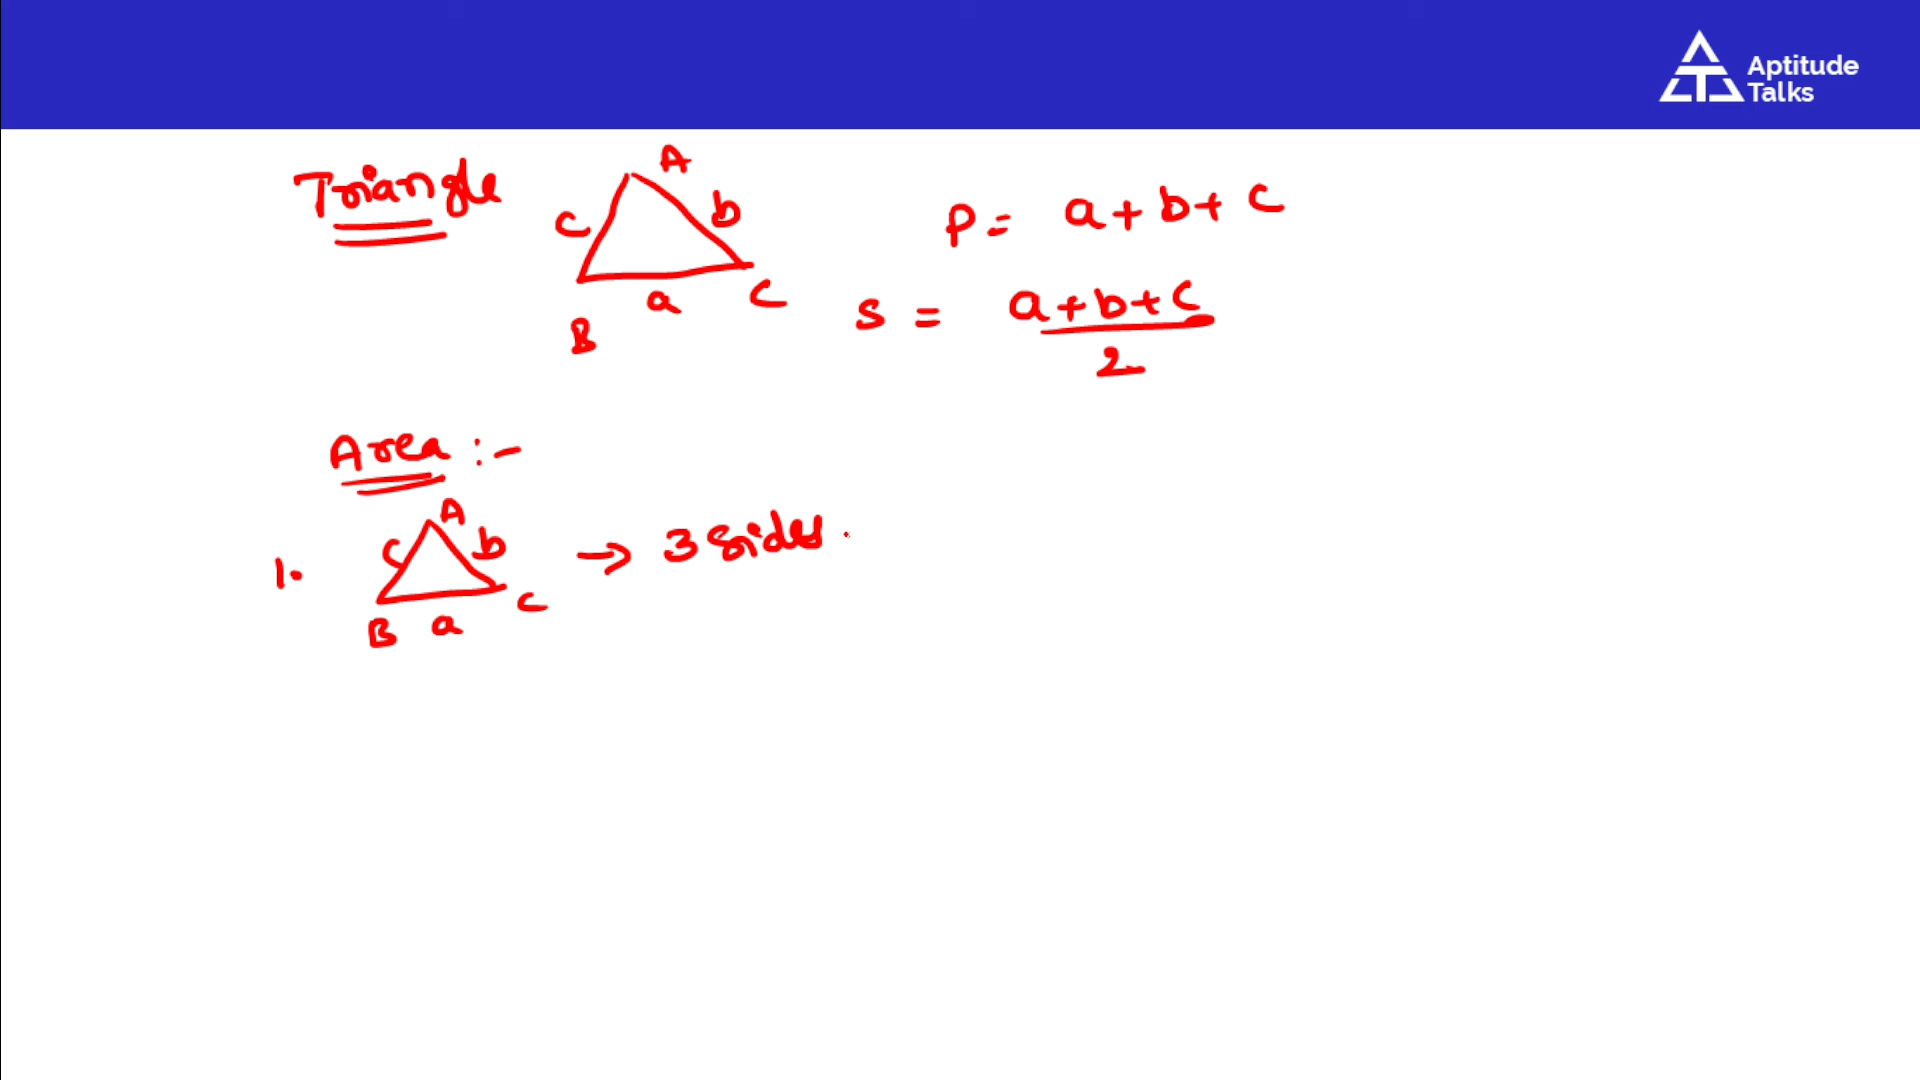 Aptitude
Talks
Triangle
A
c b
B a C
P = a + b + c
s = a + b + c
2
Area :-
A
1. c b → 3 sides.
B a C